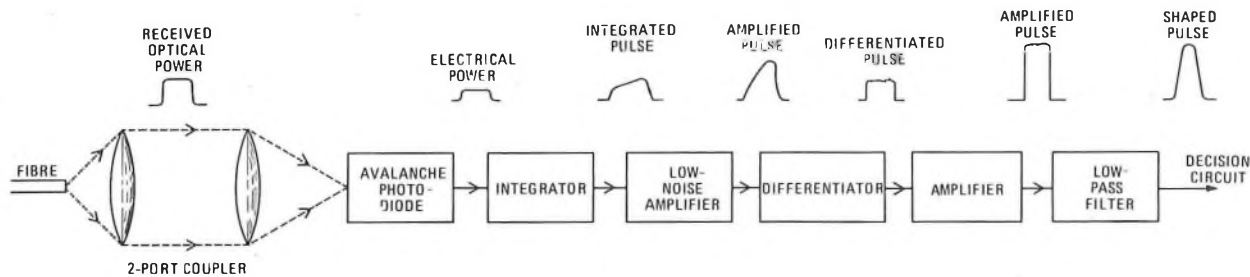 RECEIVED
OPTICAL
POWER
ELECTRICAL
POWER
INTEGRATED
PULSE
AMPLIFIED
PULSE
DIFFERENTIATED
PULSE
AMPLIFIED
PULSE
SHAPED
PULSE
FIBRE
2-PORT COUPLER
AVALANCHE
PHOTO-
DIODE
INTEGRATOR
LOW-
NOISE
AMPLIFIER
DIFFERENTIATOR
AMPLIFIER
LOW-
PASS
FILTER
DECISION
CIRCUIT